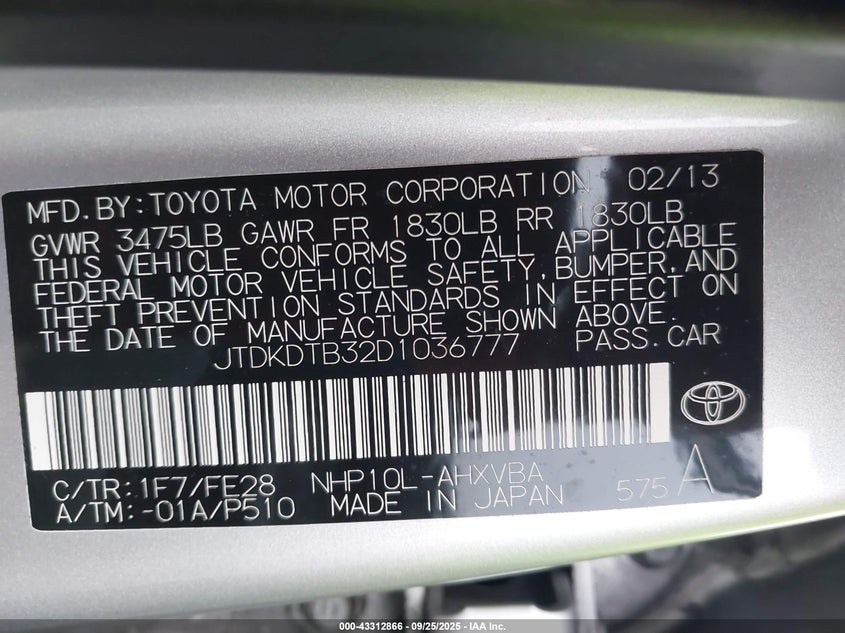 MFD. BY: TOYOTA MOTOR CORPORATION 02/13
GVWR 3475LB GAWR FR 1830LB RR 1830LB
THIS VEHICLE CONFORMS TO ALL APPLICABLE
FEDERAL MOTOR VEHICLE SAFETY, BUMPER, AND
THEFT PREVENTION STANDARDS IN EFFECT ON
THE DATE OF MANUFACTURE SHOWN ABOVE.
JTDKDTB32D1036777 PASS. CAR
C/TR: 1F7/FE28 NHP10L-AHXVBA
A/TM: -01A/P510 MADE IN JAPAN 575 A
000-43312866 - 09/25/2025 - IAA Inc.